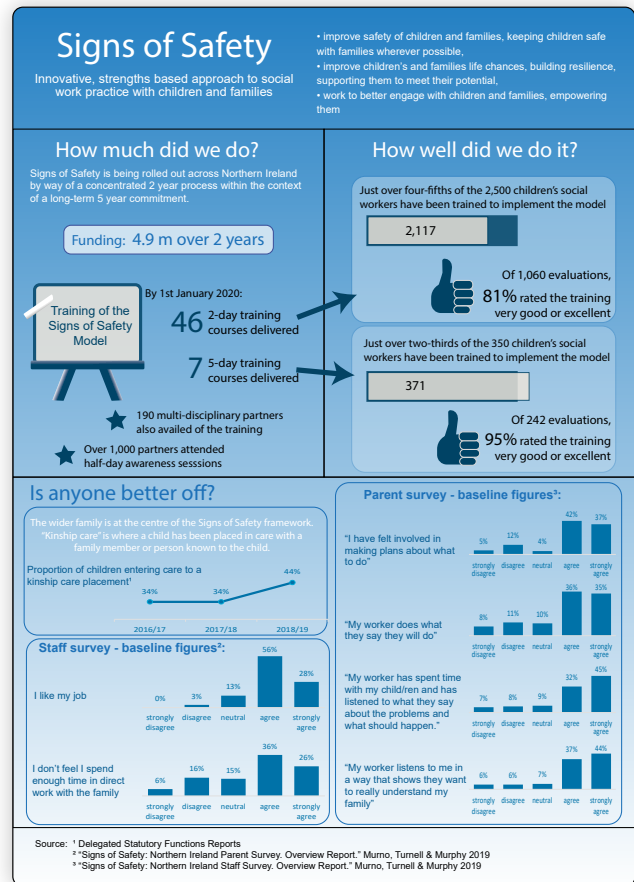 Signs of Safety
Innovative, strengths based approach to social
work practice with children and families
• improve safety of children and families, keeping children safe
with families wherever possible,
• improve children's and families life chances, building resilience,
supporting them to meet their potential,
• work to better engage with children and families, empowering
them
How much did we do?
Signs of Safety is being rolled out across Northern Ireland
by way of a concentrated 2 year process within the context
of a long-term 5 year commitment.
Funding: 4.9 m over 2 years
Training of the
Signs of Safety
Model
By 1st January 2020:
46 2-day training
courses delivered
7 5-day training
courses delivered
190 multi-disciplinary partners
also availed of the training
Over 1,000 partners attended
half-day awareness sesssions
How well did we do it?
Just over four-fifths of the 2,500 children's social
workers have been trained to implement the model
2,117
Of 1,060 evaluations,
81% rated the training
very good or excellent
Just over two-thirds of the 350 children's social
workers have been trained to implement the model
371
Of 242 evaluations,
95% rated the training
very good or excellent
Is anyone better off?
The wider family is at the centre of the Signs of Safety framework.
"Kinship care" is where a child has been placed in care with a
family member or person known to the child.
Proportion of children entering care to a
kinship care placement¹
34% 34% 44%
2016/17 2017/18 2018/19
Staff survey - baseline figures²:
I like my job
0% 3% 13% 56% 28%
strongly disagree neutral agree strongly
disagree agree
I don't feel I spend
enough time in direct
work with the family
6% 16% 15% 36% 26%
strongly disagree neutral agree strongly
disagree agree
Parent survey - baseline figures³:
"I have felt involved in
making plans about what
to do"
5% 12% 4% 42% 37%
strongly disagree neutral agree strongly
disagree agree
"My worker does what
they say they will do"
8% 11% 10% 36% 35%
strongly disagree neutral agree strongly
disagree agree
"My worker has spent time
with my child/ren and has
listened to what they say
about the problems and
what should happen."
7% 8% 9% 32% 45%
strongly disagree neutral agree strongly
disagree agree
"My worker listens to me in
a way that shows they want
to really understand my
family"
6% 6% 7% 37% 44%
strongly disagree neutral agree strongly
disagree agree
Source: ¹ Delegated Statutory Functions Reports
² "Signs of Safety: Northern Ireland Parent Survey. Overview Report." Murno, Turnell & Murphy 2019
³ "Signs of Safety: Northern Ireland Staff Survey. Overview Report." Murno, Turnell & Murphy 2019